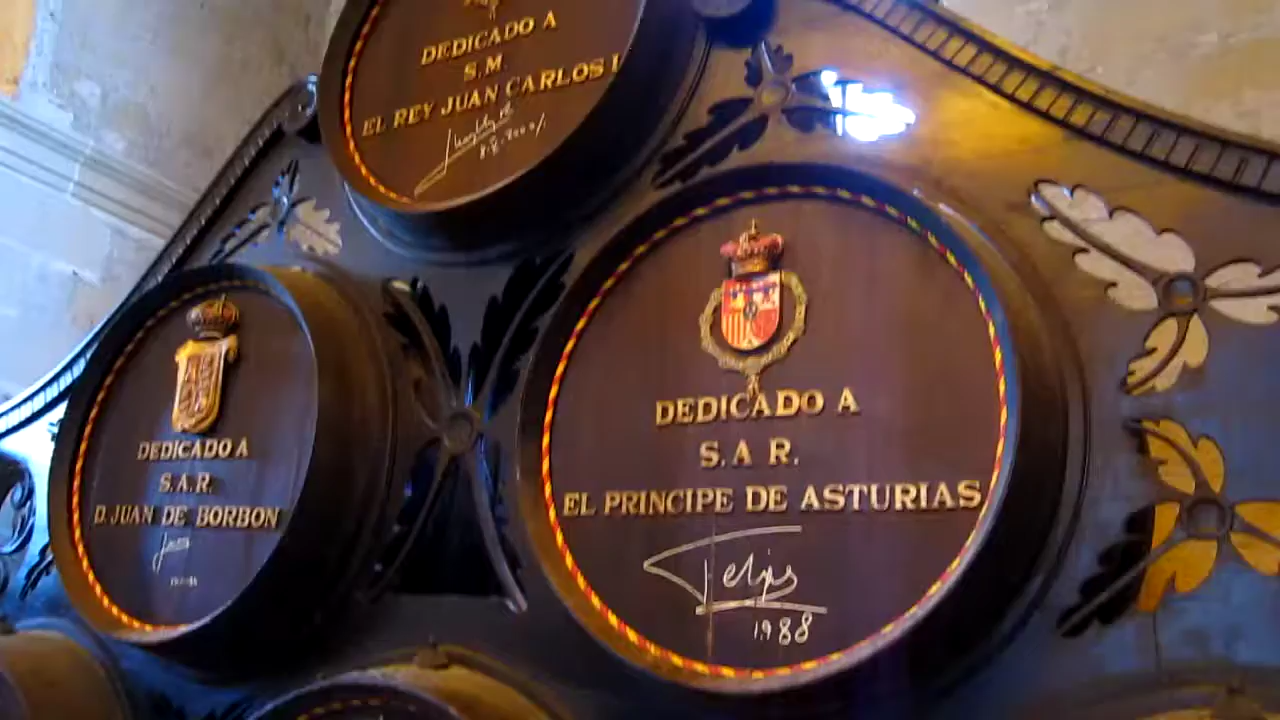 DEDICADO A
S.M.
EL REY JUAN CARLOS I
DEDICADO A
S.A.R.
D. JUAN DE BORBON
DEDICADO A
S.A R.
EL PRINCIPE DE ASTURIAS
Felipe
1988